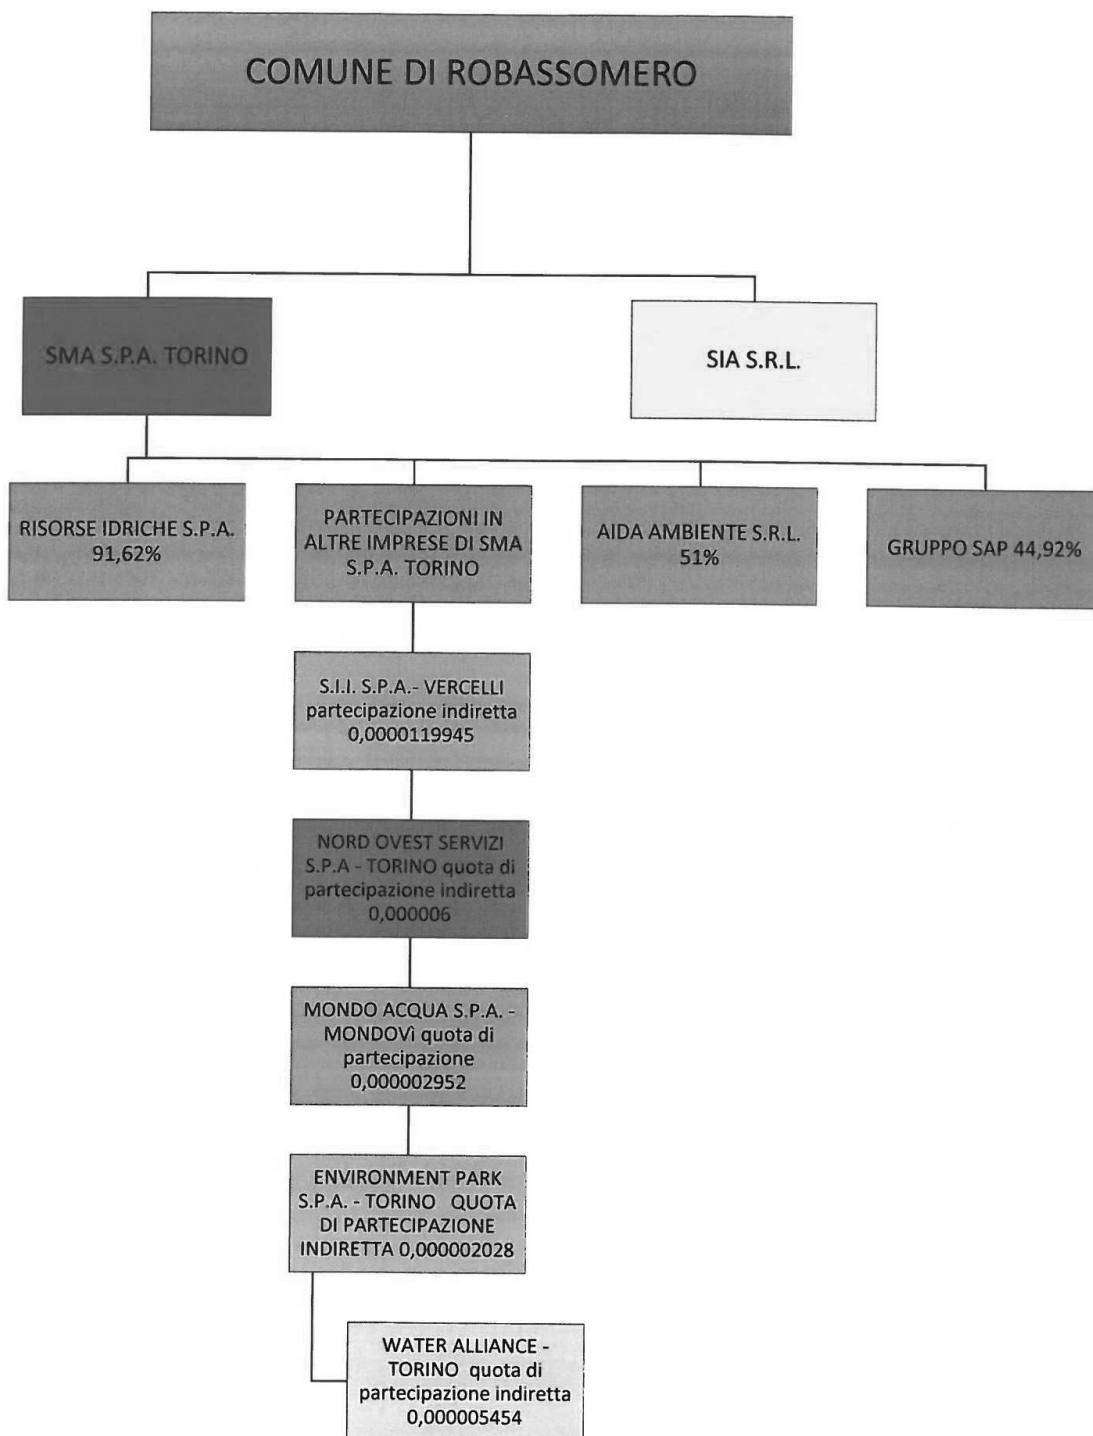 COMUNE DI ROBASSOMERO
SMA S.P.A. TORINO
SIA S.R.L.
RISORSE IDRICHE S.P.A.
91,62%
PARTECIPAZIONI IN
ALTRE IMPRESE DI SMA
S.P.A. TORINO
AIDA AMBIENTE S.R.L.
51%
GRUPPO SAP 44,92%
S.I.I. S.P.A.- VERCELLI
partecipazione indiretta
0,0000119945
NORD OVEST SERVIZI
S.P.A - TORINO quota di
partecipazione indiretta
0,000006
MONDO ACQUA S.P.A. -
MONDOVì quota di
partecipazione
0,000002952
ENVIRONMENT PARK
S.P.A. - TORINO QUOTA
DI PARTECIPAZIONE
INDIRETTA 0,000002028
WATER ALLIANCE -
TORINO quota di
partecipazione indiretta
0,000005454